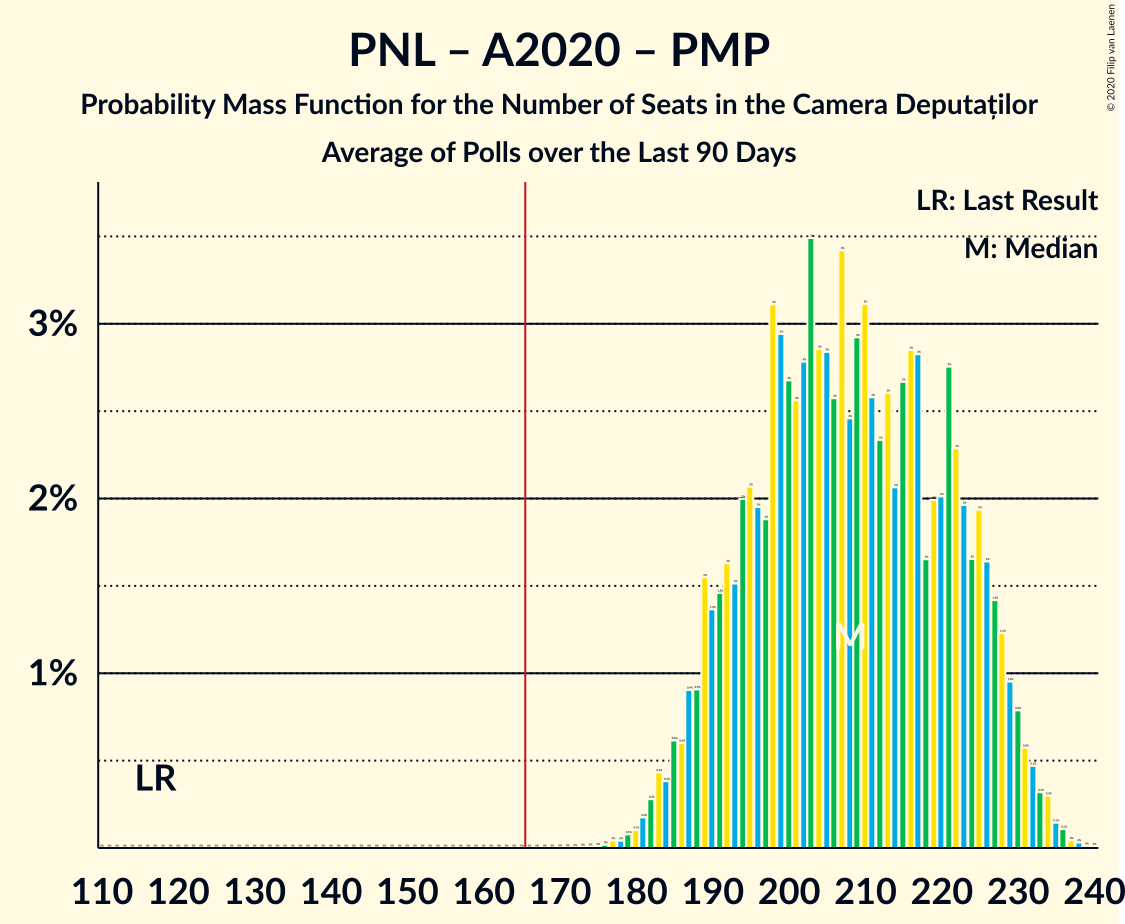 PNL – A2020 – PMP
Probability Mass Function for the Number of Seats in the Camera Deputaților
Average of Polls over the Last 90 Days
© 2020 Filip van Laenen
LR: Last Result
M: Median
3%
2%
1%
M
LR
110 120 130 140 150 160 170 180 190 200 210 220 230 240